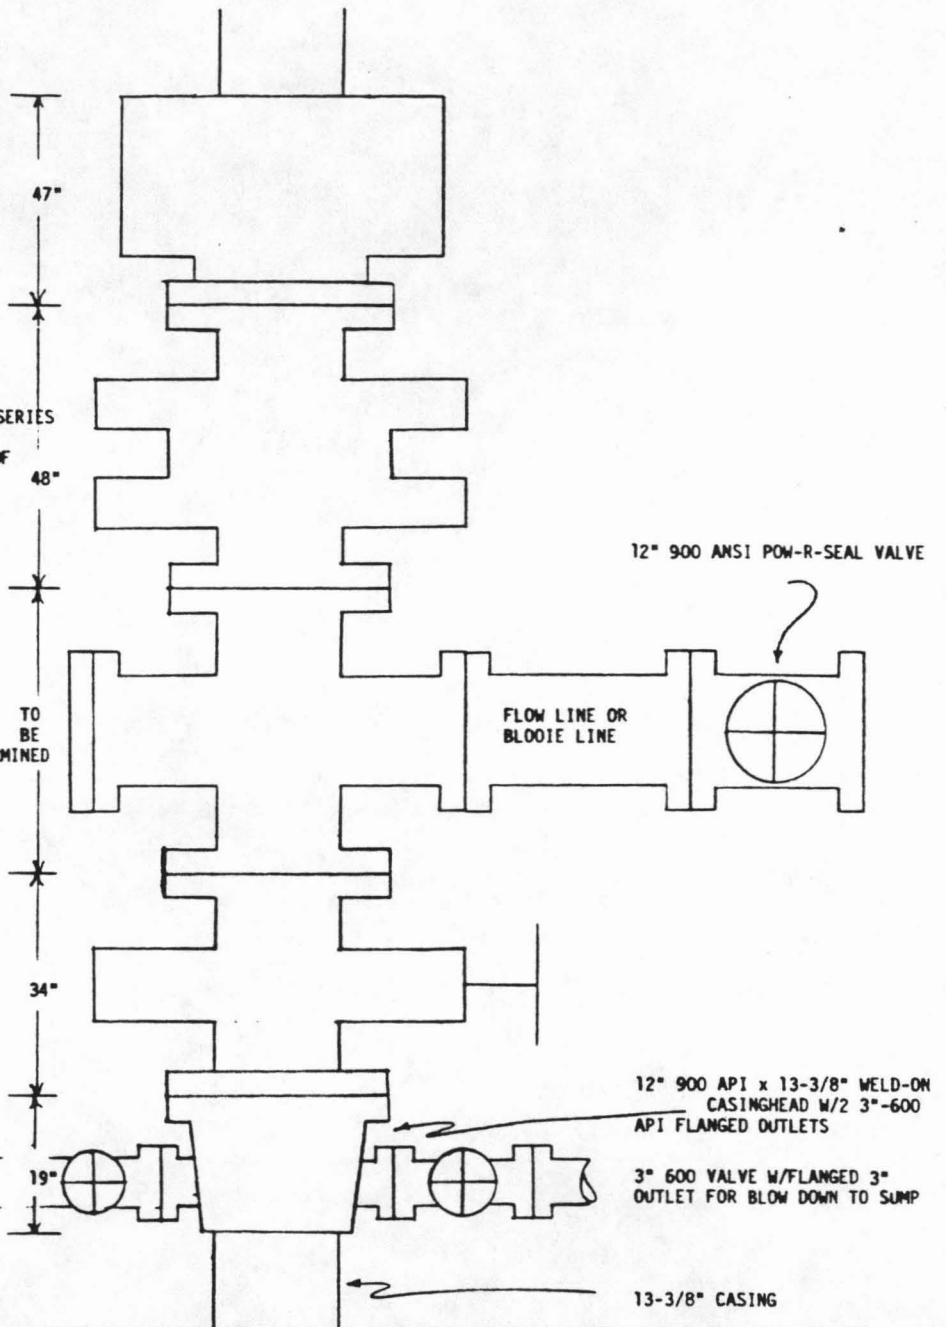 47"
SERIES
OF
48"
12" 900 ANSI POW-R-SEAL VALVE
TO
BE
MINED
FLOW LINE OR
BLOOIE LINE
34"
12" 900 API x 13-3/8" WELD-ON
CASINGHEAD W/2 3"-600
API FLANGED OUTLETS
19"
3" 600 VALVE W/FLANGED 3"
OUTLET FOR BLOW DOWN TO SUMP
13-3/8" CASING